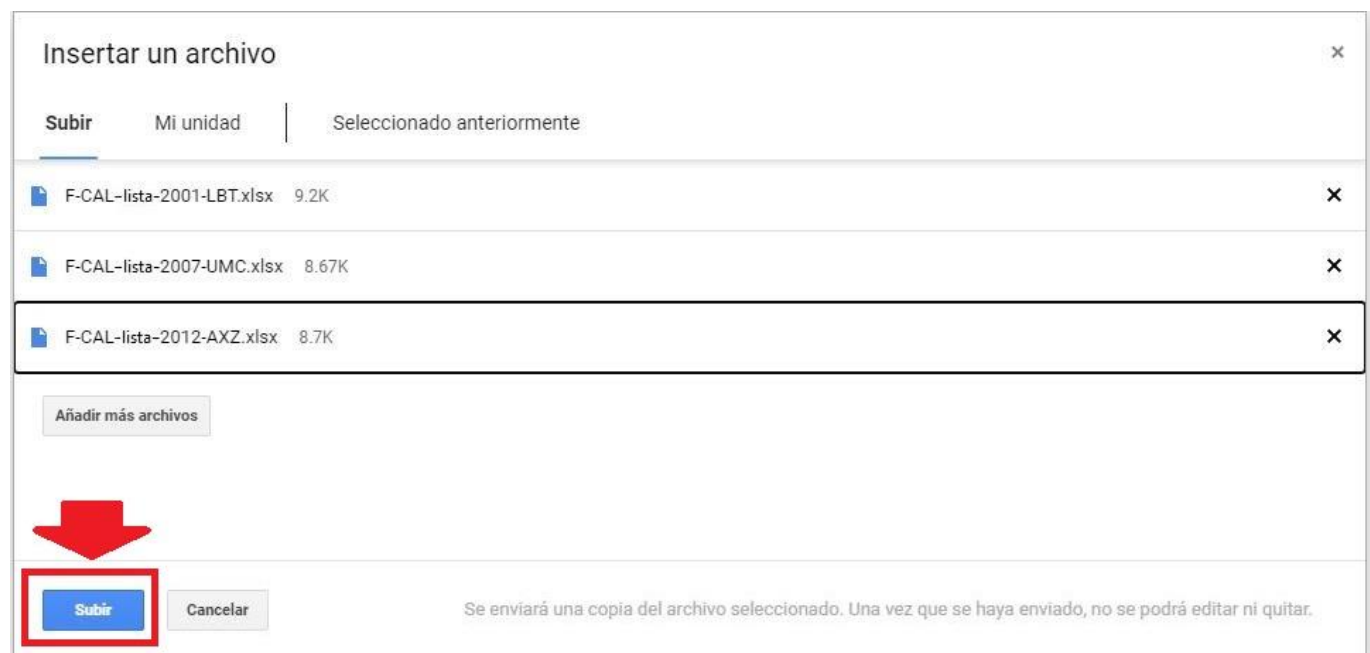 Insertar un archivo ×
Subir Mi unidad Seleccionado anteriormente
F-CAL-lista-2001-LBT.xlsx 9.2K ×
F-CAL-lista-2007-UMC.xlsx 8.67K ×
F-CAL-lista-2012-AXZ.xlsx 8.7K ×
Añadir más archivos
Subir Cancelar Se enviará una copia del archivo seleccionado. Una vez que se haya enviado, no se podrá editar ni quitar.